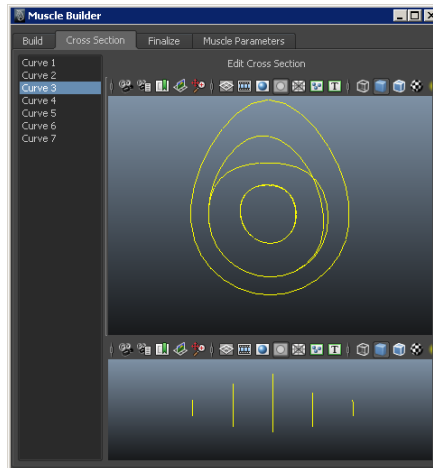 Muscle Builder
Build Cross Section Finalize Muscle Parameters
Edit Cross Section
Curve 1
Curve 2
Curve 3
Curve 4
Curve 5
Curve 6
Curve 7